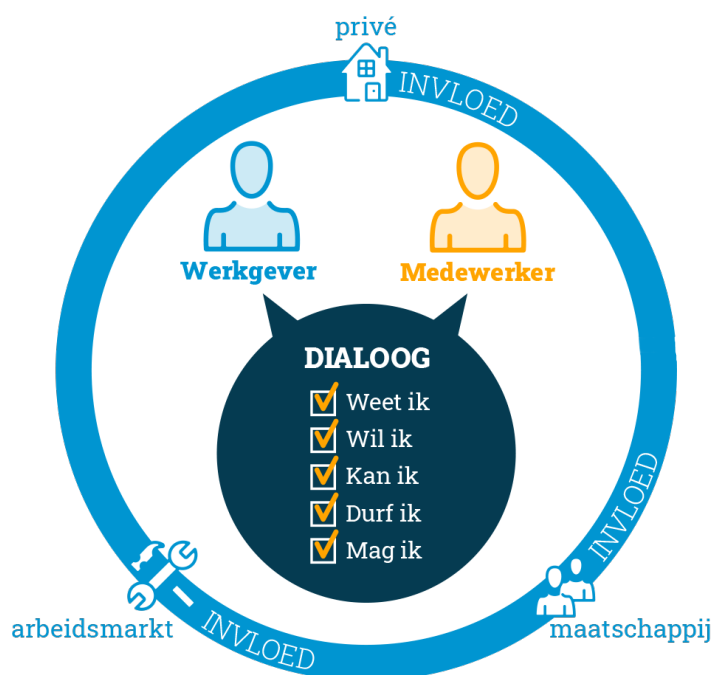 privé
INVLOED
Werkgever
Medewerker
DIALOOG
Weet ik
Wil ik
Kan ik
Durf ik
Mag ik
INVLOED
arbeidsmarkt
INVLOED
maatschappij